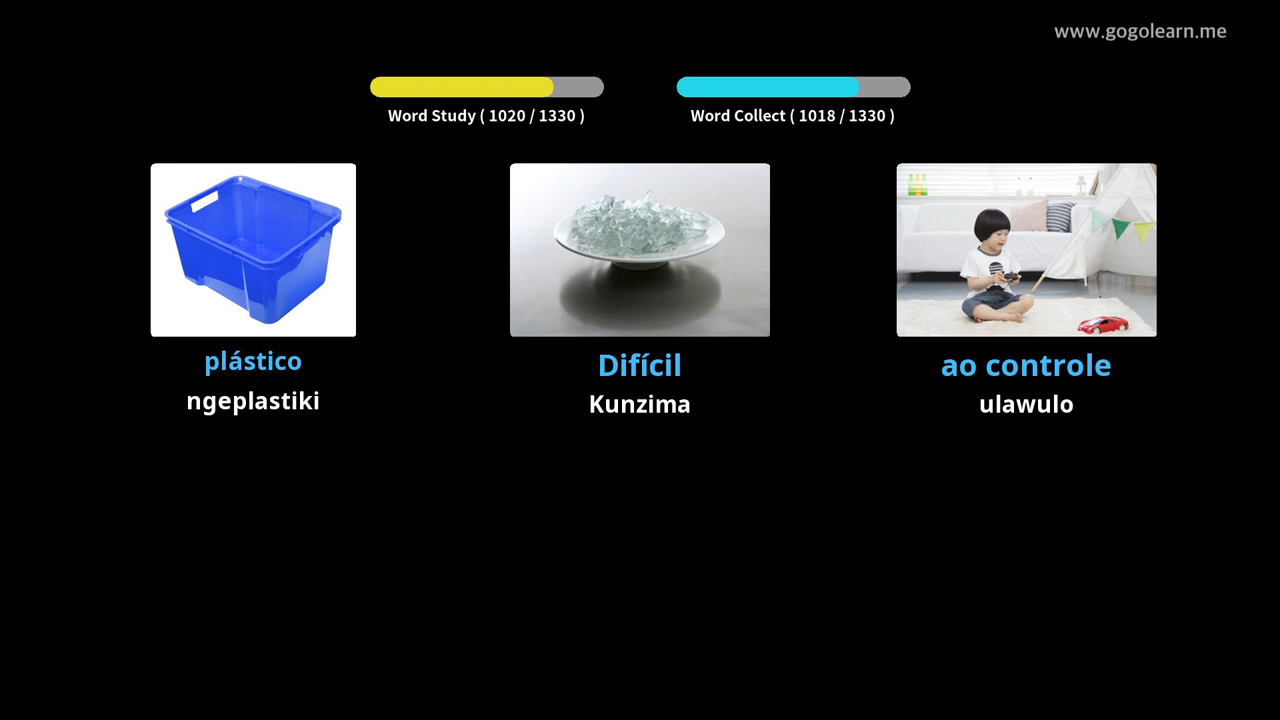 www.gogolearn.me
Word Study ( 1020 / 1330 )
Word Collect ( 1018 / 1330 )
plástico
ngeplastiki
Difícil
Kunzima
ao controle
ulawulo